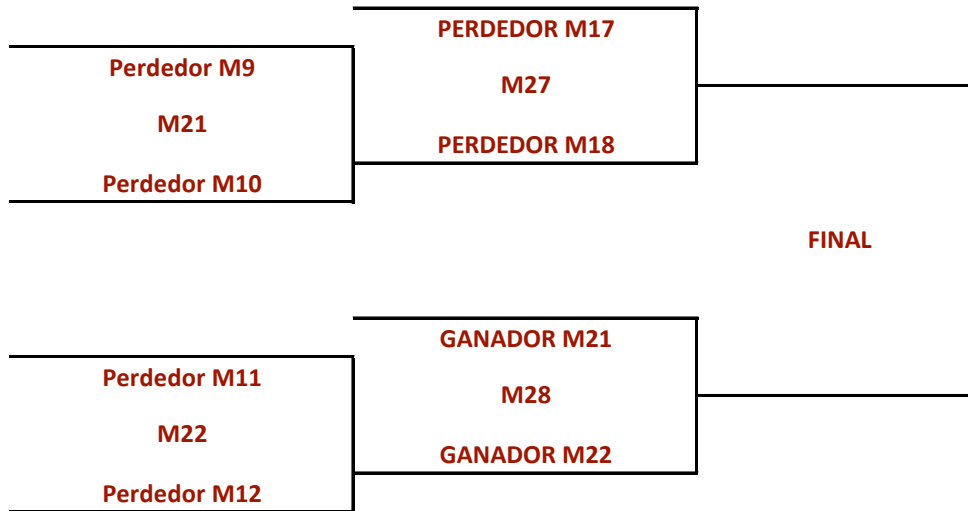 PERDEDOR M17
Perdedor M9
M27
M21
PERDEDOR M18
Perdedor M10
FINAL
GANADOR M21
Perdedor M11
M28
M22
GANADOR M22
Perdedor M12